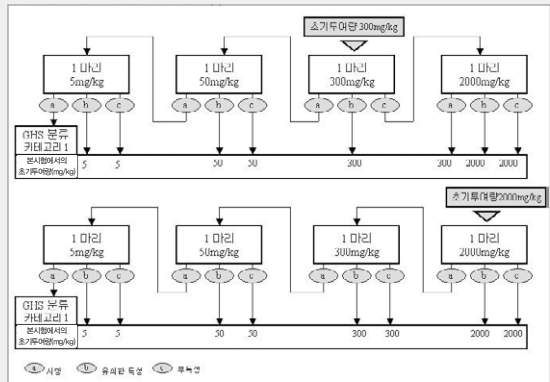 초기투여량 300mg/kg
1 마리 1 마리 1 마리 1 마리
5mg/kg 50mg/kg 300mg/kg 2000mg/kg
a b c a b c a b c a b c
GHS 분류
카테고리 1
본시험에서의
초기투여량(mg/kg)
5 5 50 50 300 300 2000 2000
초기투여량2000mg/kg
1 마리 1 마리 1 마리 1 마리
5mg/kg 50mg/kg 300mg/kg 2000mg/kg
a b c a b c a b c a b c
GHS 분류
카테고리 1
본시험에서의
초기투여량(mg/kg)
5 5 50 50 300 300 2000 2000
a 사망 b 유의한 독성 c 무독성